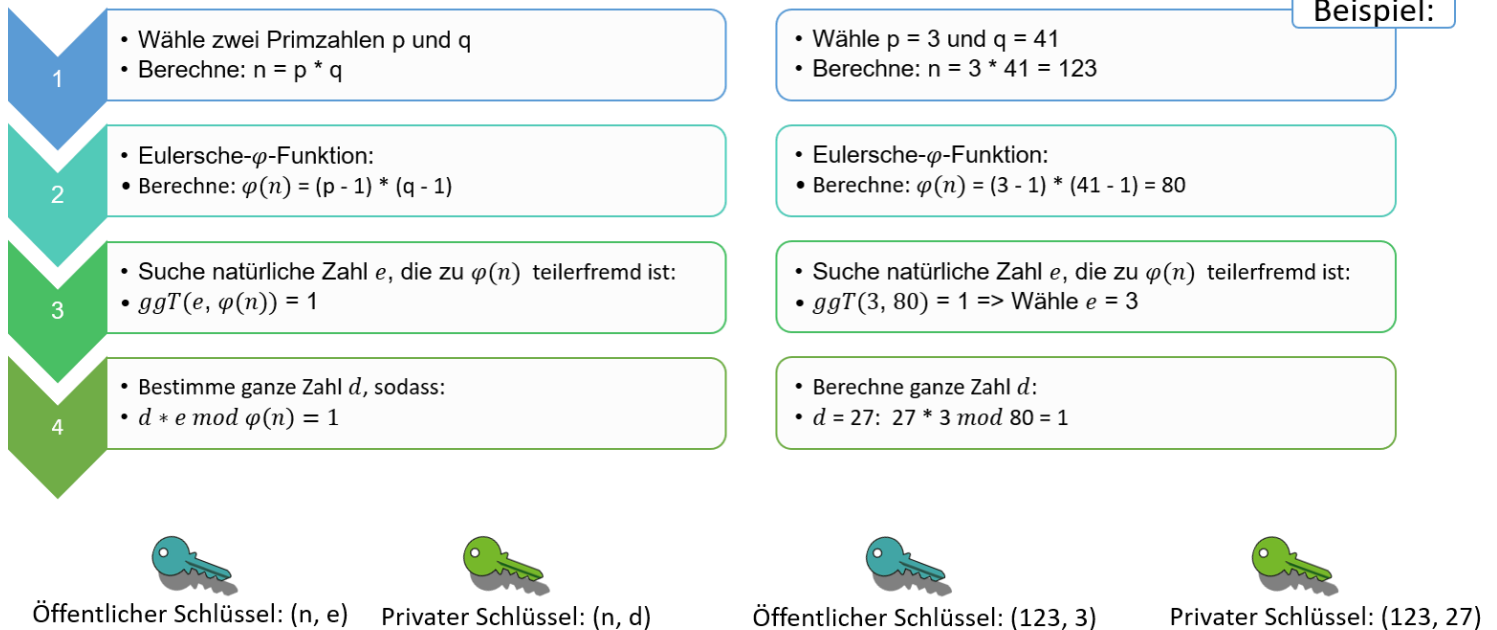 Beispiel:
1
• Wähle zwei Primzahlen p und q
• Berechne: n = p * q
• Wähle p = 3 und q = 41
• Berechne: n = 3 * 41 = 123
2
• Eulersche-φ-Funktion:
• Berechne: φ(n) = (p - 1) * (q - 1)
• Eulersche-φ-Funktion:
• Berechne: φ(n) = (3 - 1) * (41 - 1) = 80
3
• Suche natürliche Zahl e, die zu φ(n) teilerfremd ist:
• ggT(e, φ(n)) = 1
• Suche natürliche Zahl e, die zu φ(n) teilerfremd ist:
• ggT(3, 80) = 1 => Wähle e = 3
4
• Bestimme ganze Zahl d, sodass:
• d ∗ e mod φ(n) = 1
• Berechne ganze Zahl d:
• d = 27: 27 * 3 mod 80 = 1
Öffentlicher Schlüssel: (n, e)
Privater Schlüssel: (n, d)
Öffentlicher Schlüssel: (123, 3)
Privater Schlüssel: (123, 27)